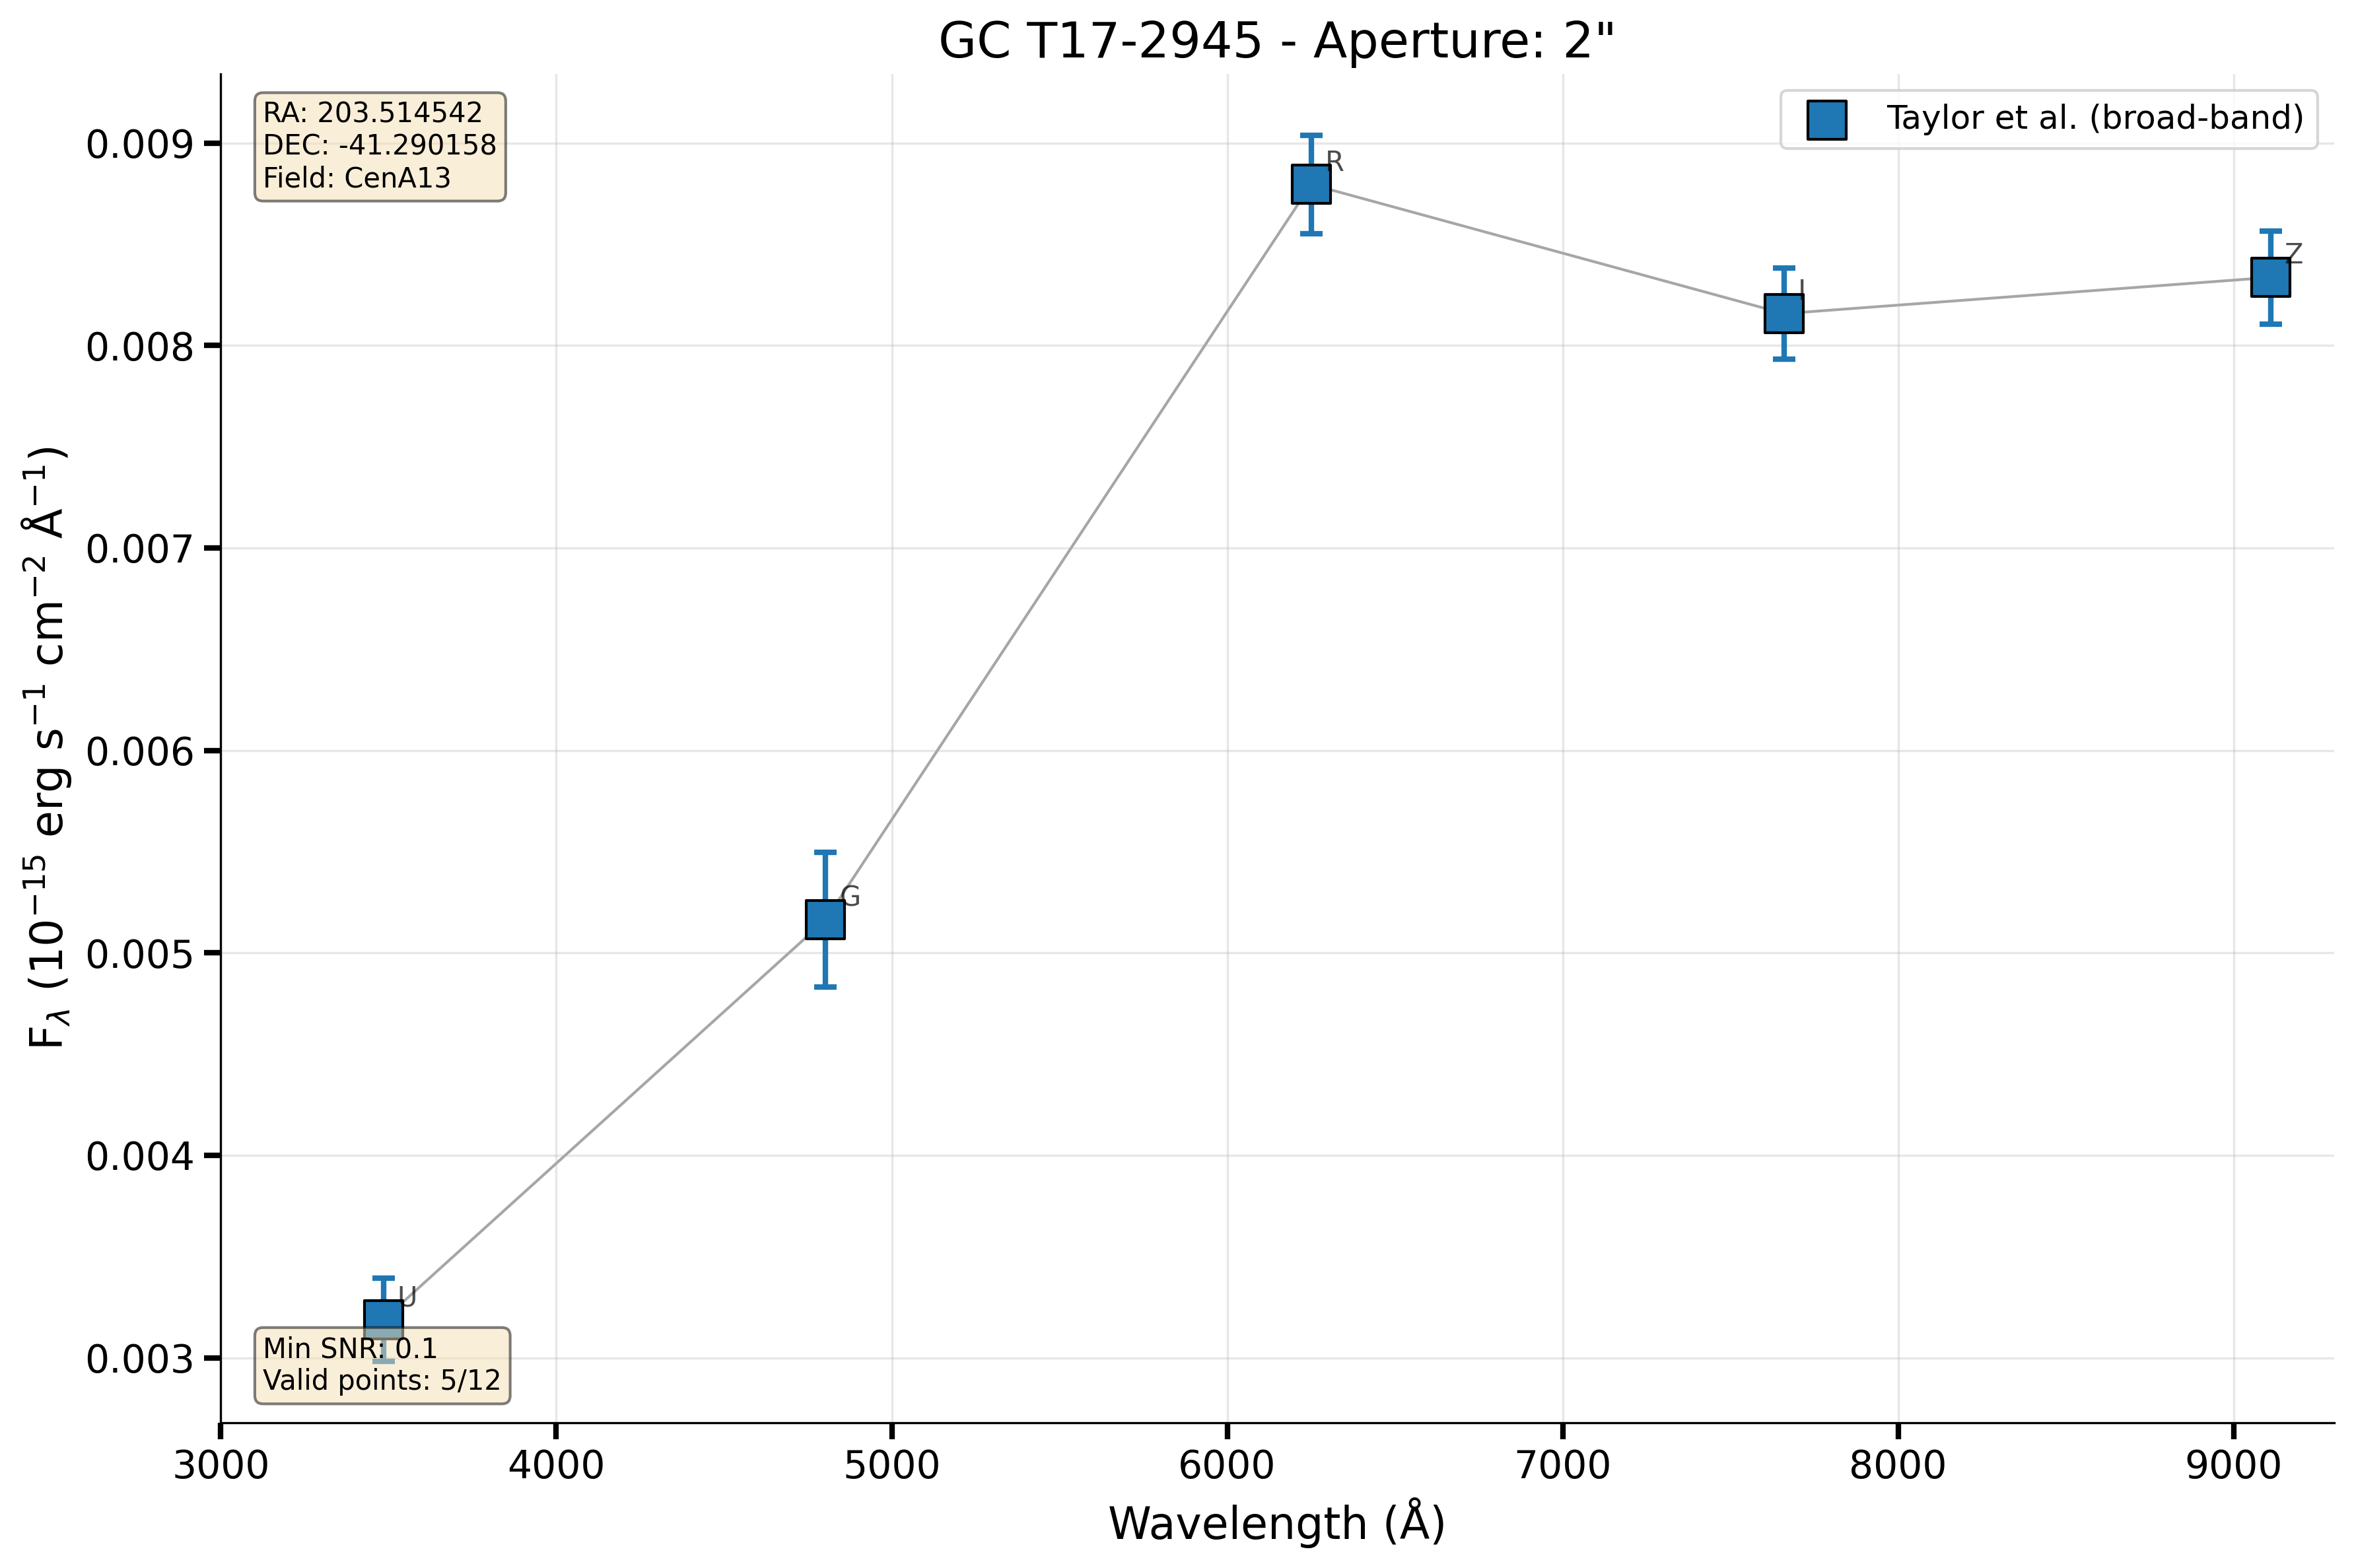 GC T17-2945 - Aperture: 2"
RA: 203.514542
DEC: -41.290158
Field: CenA13
Taylor et al. (broad-band)
0.009
0.008
0.007
0.006
0.005
0.004
0.003
F_λ (10⁻¹⁵ erg s⁻¹ cm⁻² Å⁻¹)
R
I
Z
G
U
Min SNR: 0.1
Valid points: 5/12
3000 4000 5000 6000 7000 8000 9000
Wavelength (Å)